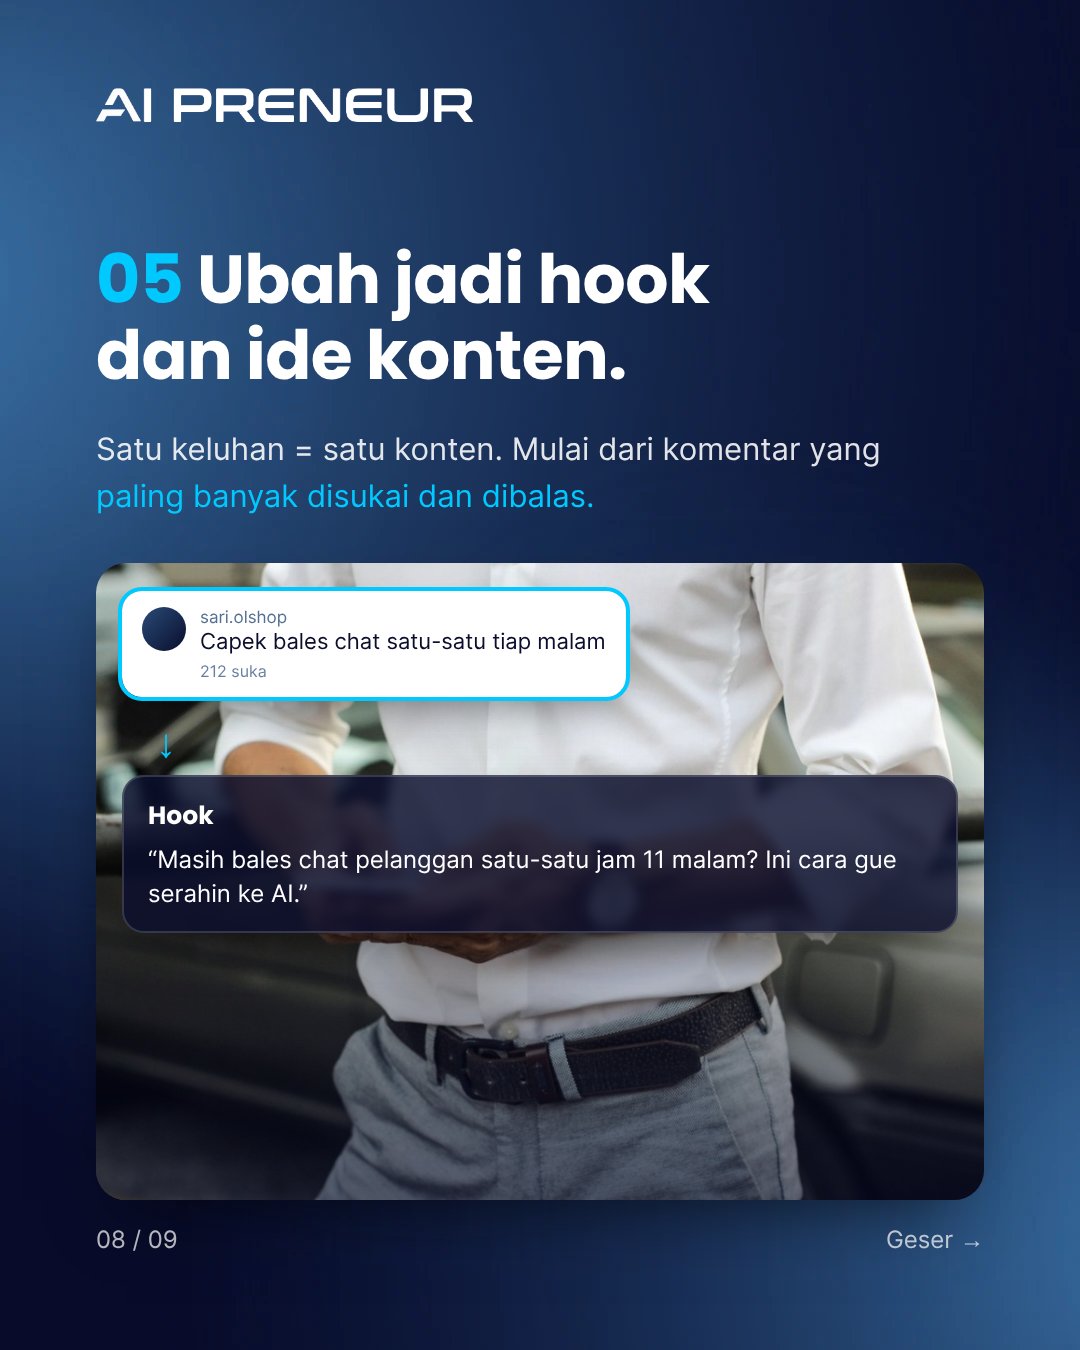 AI PRENEUR
05 Ubah jadi hook
dan ide konten.
Satu keluhan = satu konten. Mulai dari komentar yang
paling banyak disukai dan dibalas.
sari.olshop
Capek bales chat satu-satu tiap malam
212 suka
↓
Hook
“Masih bales chat pelanggan satu-satu jam 11 malam? Ini cara gue
serahin ke AI.”
08 / 09
Geser →